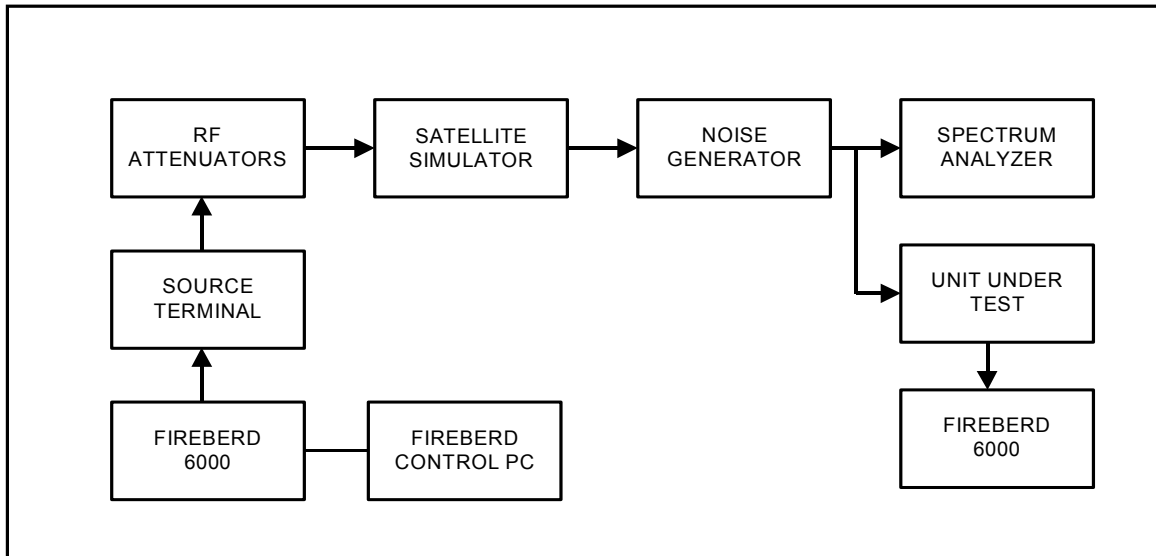 RF
ATTENUATORS
SATELLITE
SIMULATOR
NOISE
GENERATOR
SPECTRUM
ANALYZER
SOURCE
TERMINAL
UNIT UNDER
TEST
FIREBERD
6000
FIREBERD
CONTROL PC
FIREBERD
6000